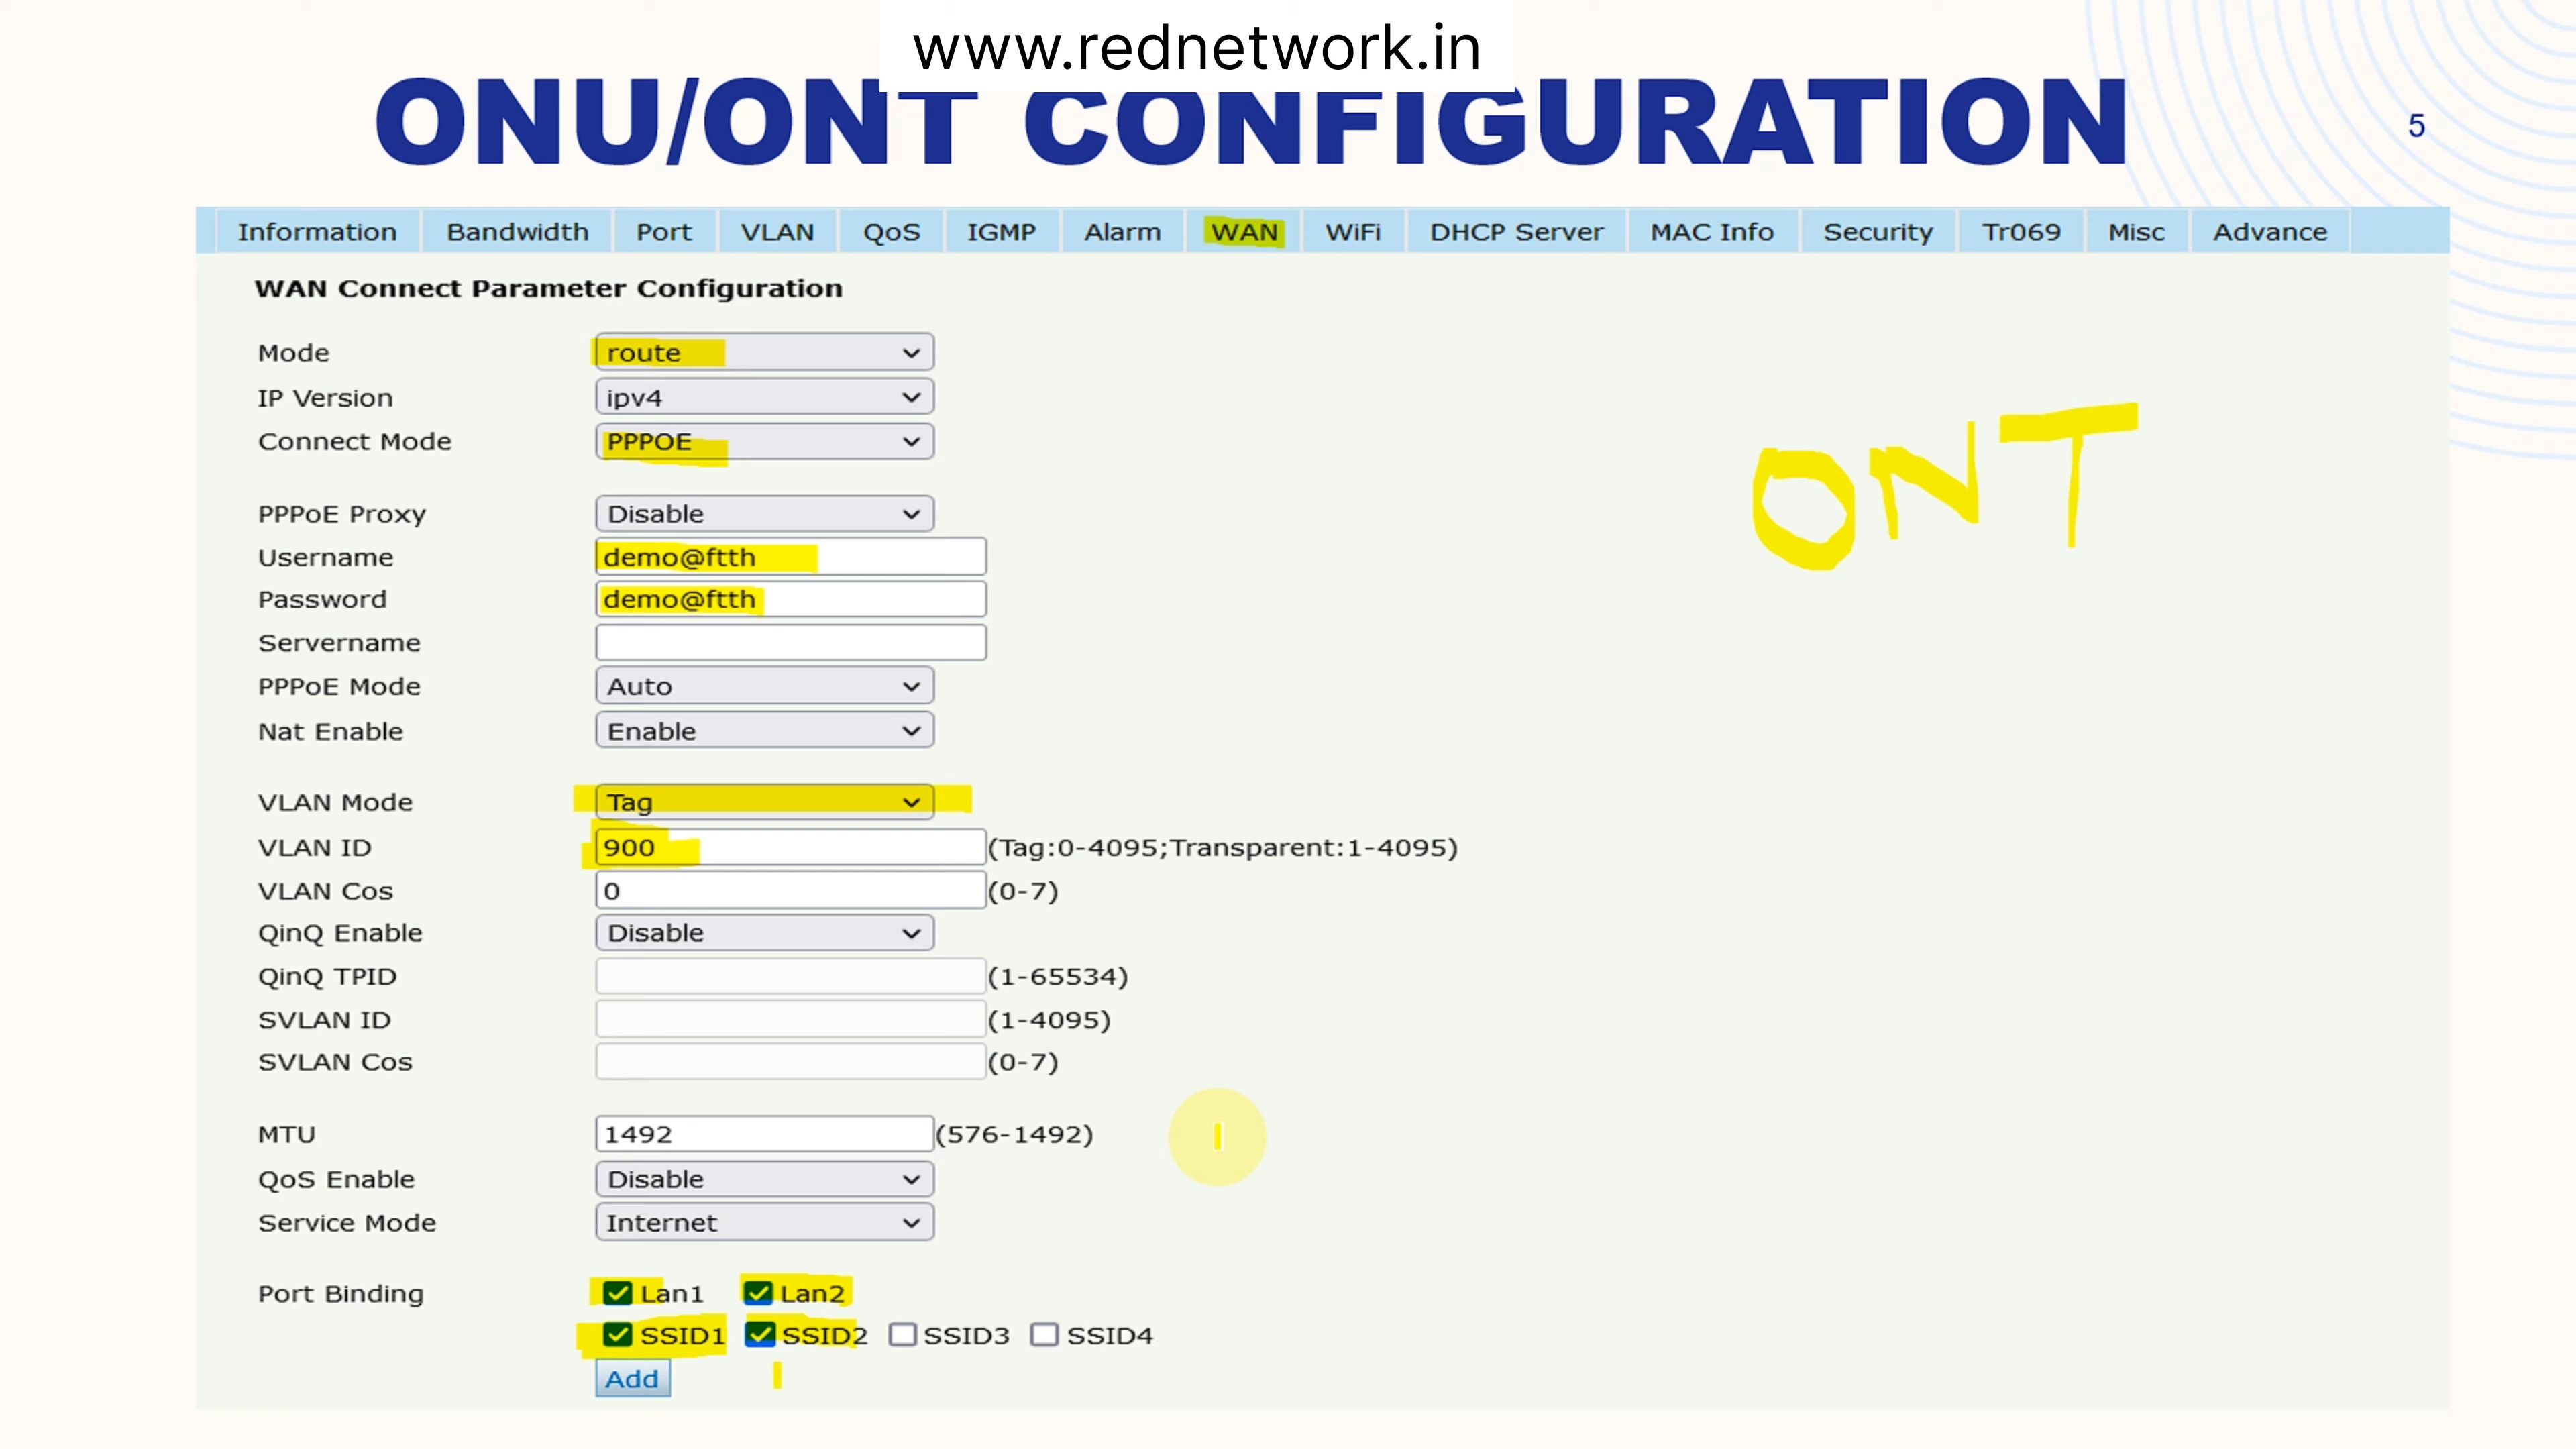 www.rednetwork.in
ONU/ONT CONFIGURATION
5
Information Bandwidth Port VLAN QoS IGMP Alarm WAN WiFi DHCP Server MAC Info Security Tr069 Misc Advance
WAN Connect Parameter Configuration
Mode route
IP Version ipv4
Connect Mode PPPOE
ONT
PPPoE Proxy Disable
Username demo@ftth
Password demo@ftth
Servername
PPPoE Mode Auto
Nat Enable Enable
VLAN Mode Tag
VLAN ID 900 (Tag:0-4095;Transparent:1-4095)
VLAN Cos 0 (0-7)
QinQ Enable Disable
QinQ TPID (1-65534)
SVLAN ID (1-4095)
SVLAN Cos (0-7)
MTU 1492 (576-1492)
QoS Enable Disable
Service Mode Internet
Port Binding Lan1 Lan2
SSID1 SSID2 SSID3 SSID4
Add